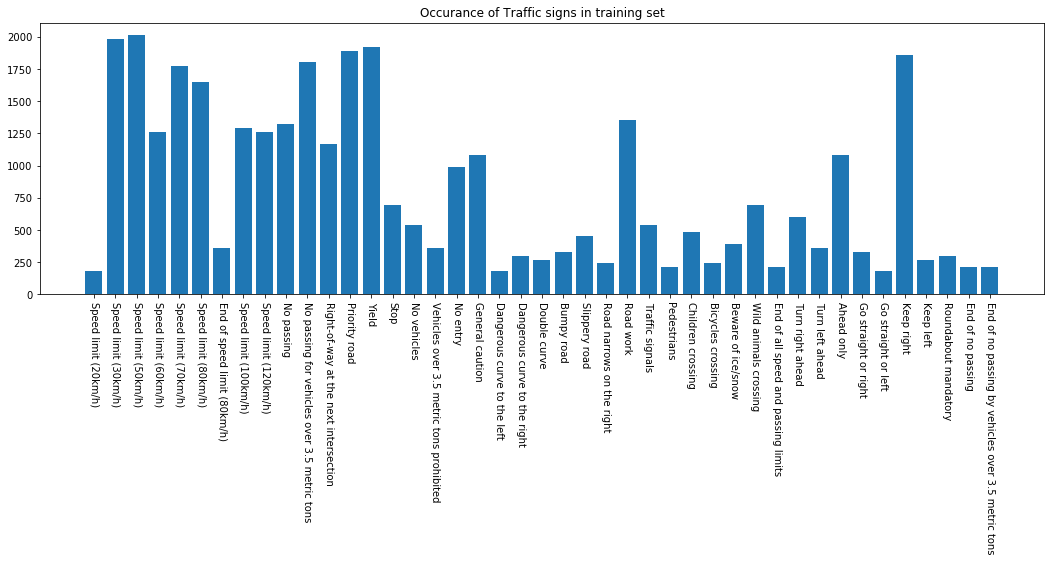 Occurance of Traffic signs in training set
2000
1750
1500
1250
1000
750
500
250
0
Speed limit (20km/h)
Speed limit (30km/h)
Speed limit (50km/h)
Speed limit (60km/h)
Speed limit (70km/h)
Speed limit (80km/h)
End of speed limit (80km/h)
Speed limit (100km/h)
Speed limit (120km/h)
No passing
No passing for vehicles over 3.5 metric tons
Right-of-way at the next intersection
Priority road
Yield
Stop
No vehicles
Vehicles over 3.5 metric tons prohibited
No entry
General caution
Dangerous curve to the left
Dangerous curve to the right
Double curve
Bumpy road
Slippery road
Road narrows on the right
Road work
Traffic signals
Pedestrians
Children crossing
Bicycles crossing
Beware of ice/snow
Wild animals crossing
End of all speed and passing limits
Turn right ahead
Turn left ahead
Ahead only
Go straight or right
Go straight or left
Keep right
Keep left
Roundabout mandatory
End of no passing
End of no passing by vehicles over 3.5 metric tons